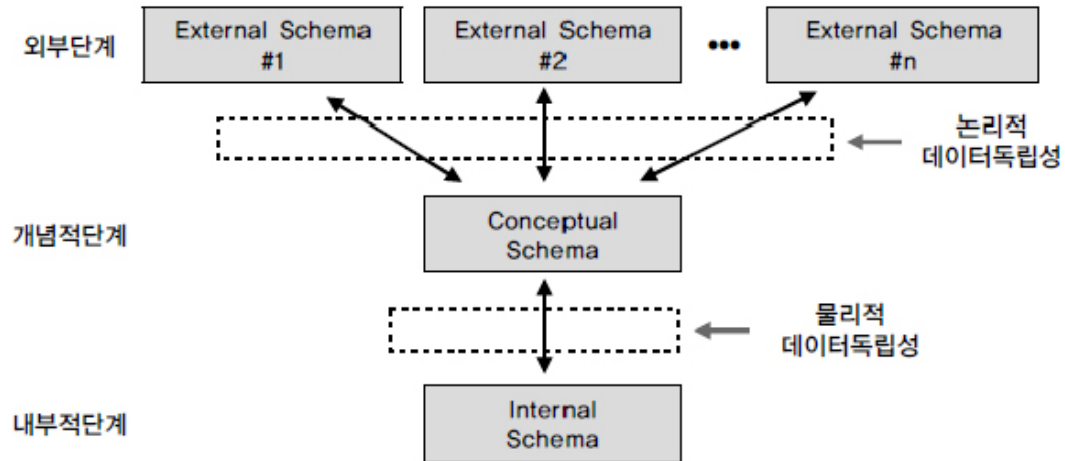 외부단계
External Schema
#1
External Schema
#2
•••
External Schema
#n
논리적
데이터독립성
개념적단계
Conceptual
Schema
물리적
데이터독립성
내부적단계
Internal
Schema